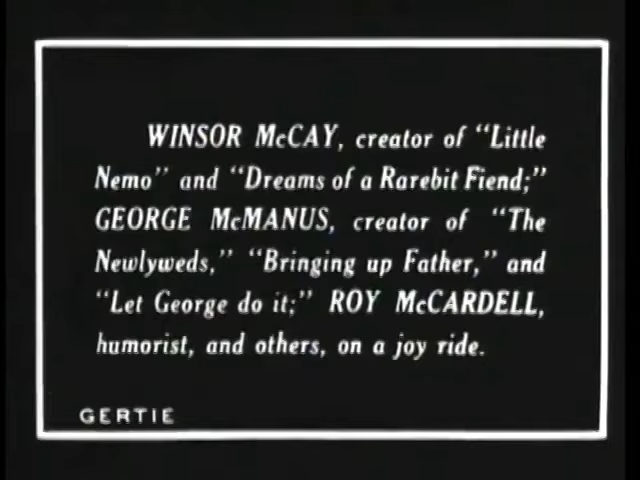 WINSOR McCAY, creator of "Little
Nemo" and "Dreams of a Rarebit Fiend;"
GEORGE McMANUS, creator of "The
Newlyweds," "Bringing up Father," and
"Let George do it;" ROY McCARDELL,
humorist, and others, on a joy ride.
GERTIE